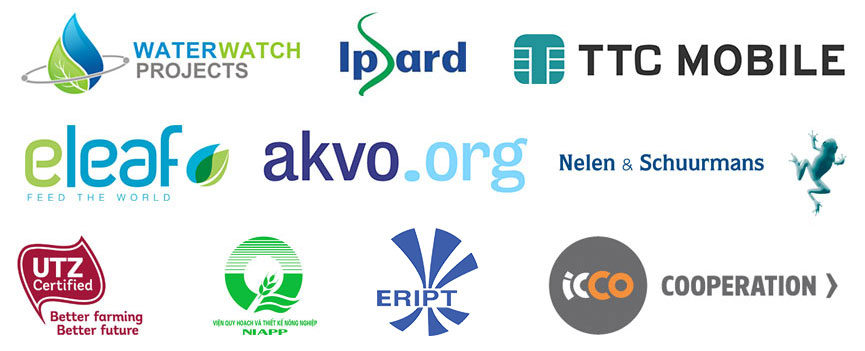 WATERWATCH
PROJECTS
Ipsard
TTC MOBILE
eleaf
FEED THE WORLD
akvo.org
Nelen & Schuurmans
UTZ
Certified
Better farming
Better future
VIỆN QUY HOẠCH VÀ THIẾT KẾ NÔNG NGHIỆP
NIAPP
ERIPT
icco
COOPERATION